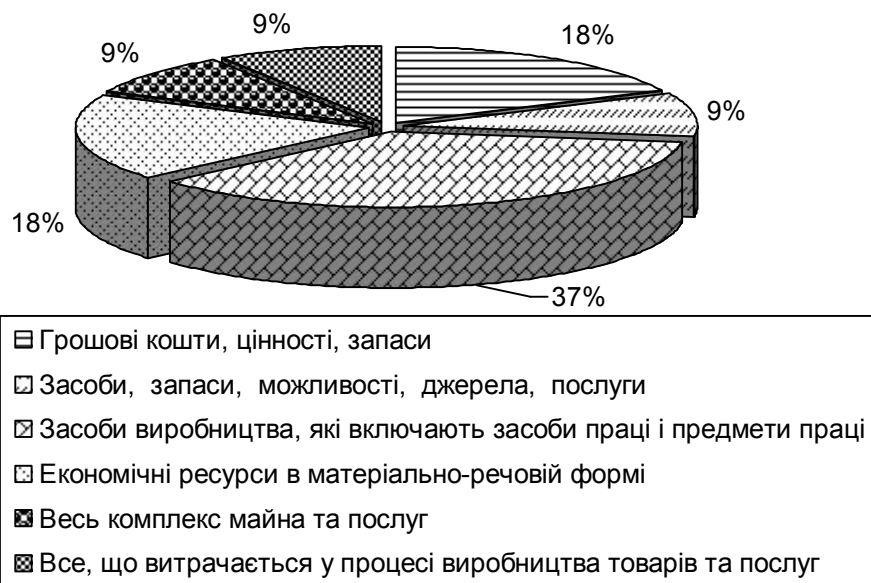 9%
18%
9%
9%
18%
37%
Грошові кошти, цінності, запаси
Засоби, запаси, можливості, джерела, послуги
Засоби виробництва, які включають засоби праці і предмети праці
Економічні ресурси в матеріально-речовій формі
Весь комплекс майна та послуг
Все, що витрачається у процесі виробництва товарів та послуг